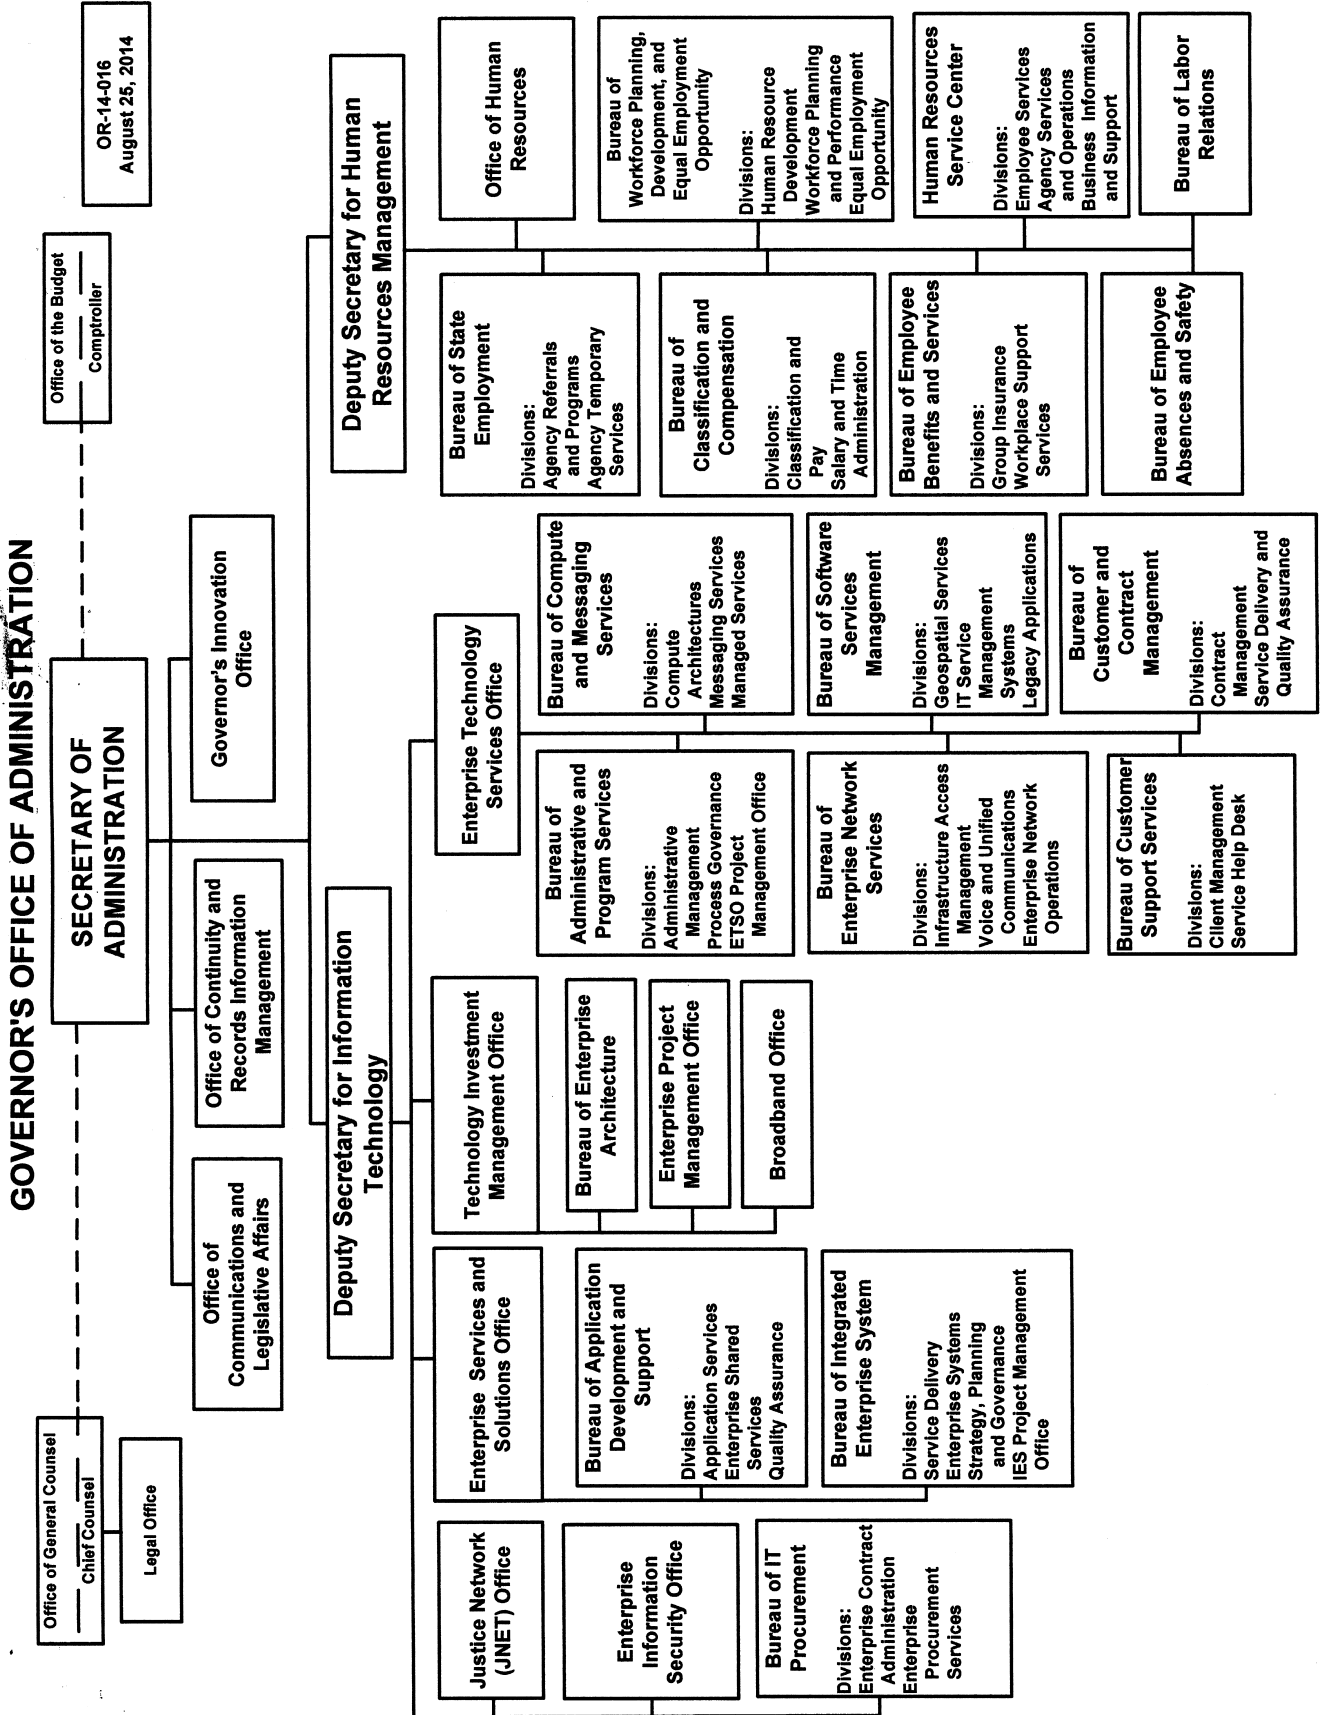 GOVERNOR'S OFFICE OF ADMINISTRATION
OR-14-016
August 25, 2014
Office of General Counsel
Chief Counsel
Legal Office
SECRETARY OF
ADMINISTRATION
Office of the Budget
Comptroller
Office of
Communications and
Legislative Affairs
Office of Continuity and
Records Information
Management
Governor's Innovation
Office
Deputy Secretary for Information
Technology
Deputy Secretary for Human
Resources Management
Justice Network
(JNET) Office
Enterprise
Information
Security Office
Bureau of IT
Procurement
Divisions:
Enterprise Contract
Administration
Enterprise
Procurement
Services
Enterprise Services and
Solutions Office
Bureau of Application
Development and
Support
Divisions:
Application Services
Enterprise Shared
Services
Quality Assurance
Bureau of Integrated
Enterprise System
Divisions:
Service Delivery
Enterprise Systems
Strategy, Planning
and Governance
IES Project Management
Office
Technology Investment
Management Office
Bureau of Enterprise
Architecture
Enterprise Project
Management Office
Broadband Office
Enterprise Technology
Services Office
Bureau of
Administrative and
Program Services
Divisions:
Administrative
Management
Process Governance
ETSO Project
Management Office
Bureau of
Enterprise Network
Services
Divisions:
Infrastructure Access
Management
Voice and Unified
Communications
Enterprise Network
Operations
Bureau of Customer
Support Services
Divisions:
Client Management
Service Help Desk
Bureau of Compute
and Messaging
Services
Divisions:
Compute
Architectures
Messaging Services
Managed Services
Bureau of Software
Services
Management
Divisions:
Geospatial Services
IT Service
Management
Systems
Legacy Applications
Bureau of
Customer and
Contract
Management
Divisions:
Contract
Management
Service Delivery and
Quality Assurance
Bureau of State
Employment
Divisions:
Agency Referrals
and Programs
Agency Temporary
Services
Bureau of
Classification and
Compensation
Divisions:
Classification and
Pay
Salary and Time
Administration
Bureau of Employee
Benefits and Services
Divisions:
Group Insurance
Workplace Support
Services
Bureau of Employee
Absences and Safety
Office of Human
Resources
Bureau of
Workforce Planning,
Development, and
Equal Employment
Opportunity
Divisions:
Human Resource
Development
Workforce Planning
and Performance
Equal Employment
Opportunity
Human Resources
Service Center
Divisions:
Employee Services
Agency Services
and Operations
Business Information
and Support
Bureau of Labor
Relations